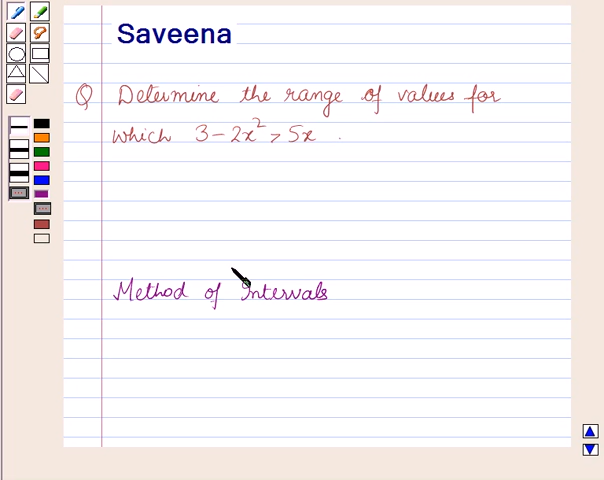 Saveena
Q Determine the range of values for
which 3 - 2x² > 5x .
Method of Intervals